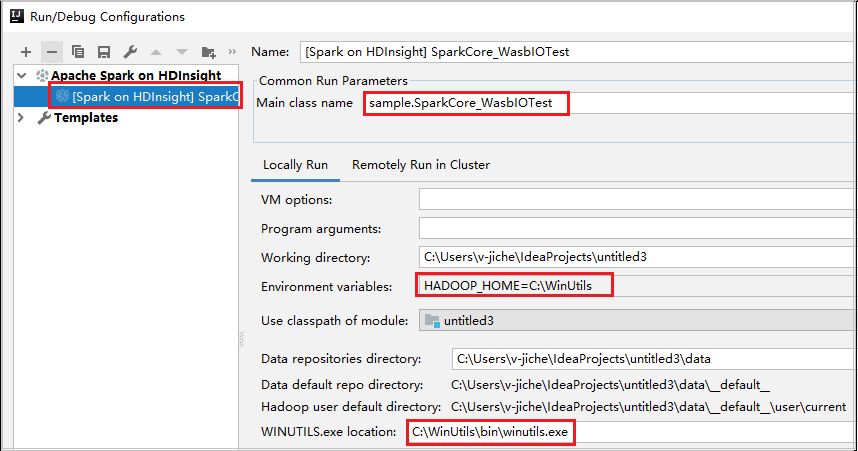 Run/Debug Configurations
Name: [Spark on HDInsight] SparkCore_WasbIOTest
Apache Spark on HDInsight
[Spark on HDInsight] SparkC
Templates
Common Run Parameters
Main class name sample.SparkCore_WasbIOTest
Locally Run Remotely Run in Cluster
VM options:
Program arguments:
Working directory: C:\Users\v-jiche\IdeaProjects\untitled3
Environment variables: HADOOP_HOME=C:\WinUtils
Use classpath of module: untitled3
Data repositories directory: C:\Users\v-jiche\IdeaProjects\untitled3\data
Data default repo directory: C:\Users\v-jiche\IdeaProjects\untitled3\data\__default__
Hadoop user default directory: C:\Users\v-jiche\IdeaProjects\untitled3\data\__default__\user\current
WINUTILS.exe location: C:\WinUtils\bin\winutils.exe